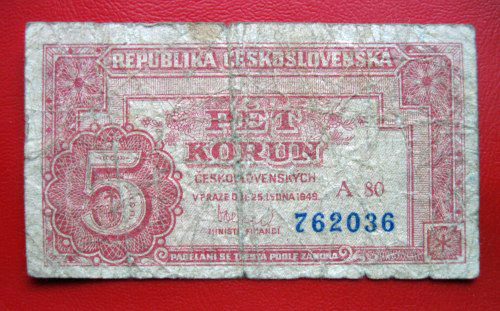 REPUBLIKA ČESKOSLOVENSKÁ
PĚT
KORUN
ČESKOSLOVENSKÝCH
V PRAZE DNE 25. LEDNA 1949
A 80
5
MINISTR FINANCÍ
762036
PADĚLÁNÍ SE TRESTÁ PODLE ZÁKONA